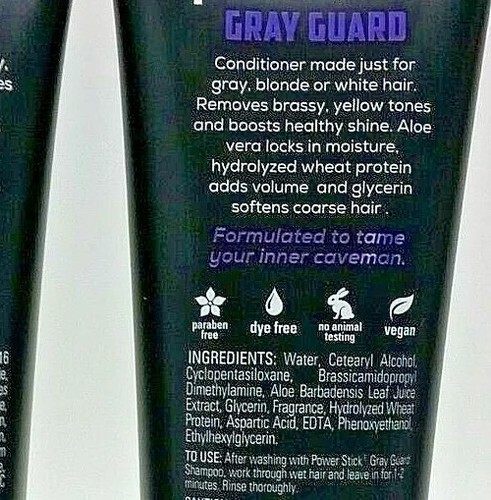 GRAY GUARD
Conditioner made just for
gray, blonde or white hair.
Removes brassy, yellow tones
and boosts healthy shine. Aloe
vera locks in moisture,
hydrolyzed wheat protein
adds volume and glycerin
softens coarse hair.
Formulated to tame
your inner caveman.
paraben
free
dye free
no animal
testing
vegan
INGREDIENTS: Water, Cetearyl Alcohol,
Cyclopentasiloxane, Brassicamidopropyl
Dimethylamine, Aloe Barbadensis Leaf Juice
Extract, Glycerin, Fragrance, Hydrolyzed Wheat
Protein, Aspartic Acid, EDTA, Phenoxyethanol,
Ethylhexylglycerin.
TO USE: After washing with Power Stick® Gray Guard
Shampoo, work through wet hair and leave in for 1-2
minutes. Rinse thoroughly.